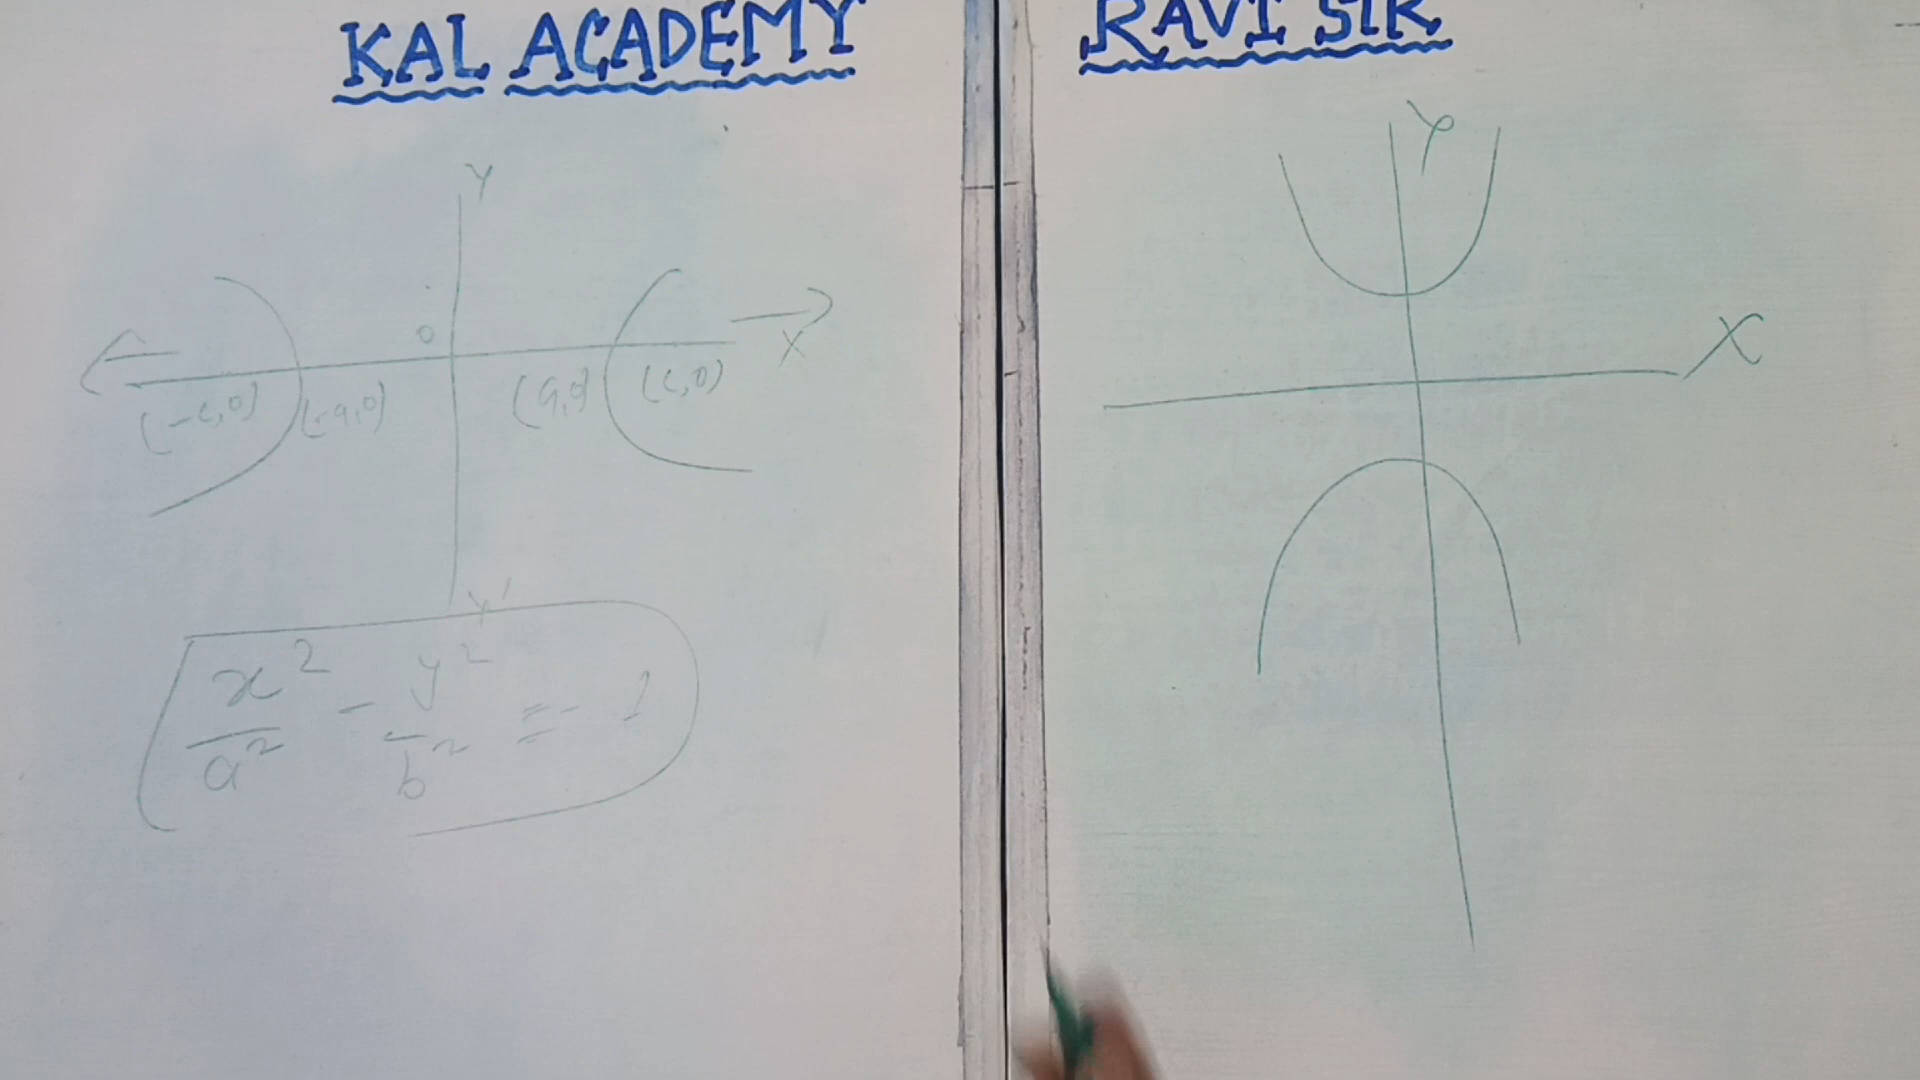 KAL ACADEMY
RAVI SIR
Y
O
X
(-c,0) (-a,0) (a,0) (c,0)
Y'
x²/a² - y²/b² = - 1
Y
X